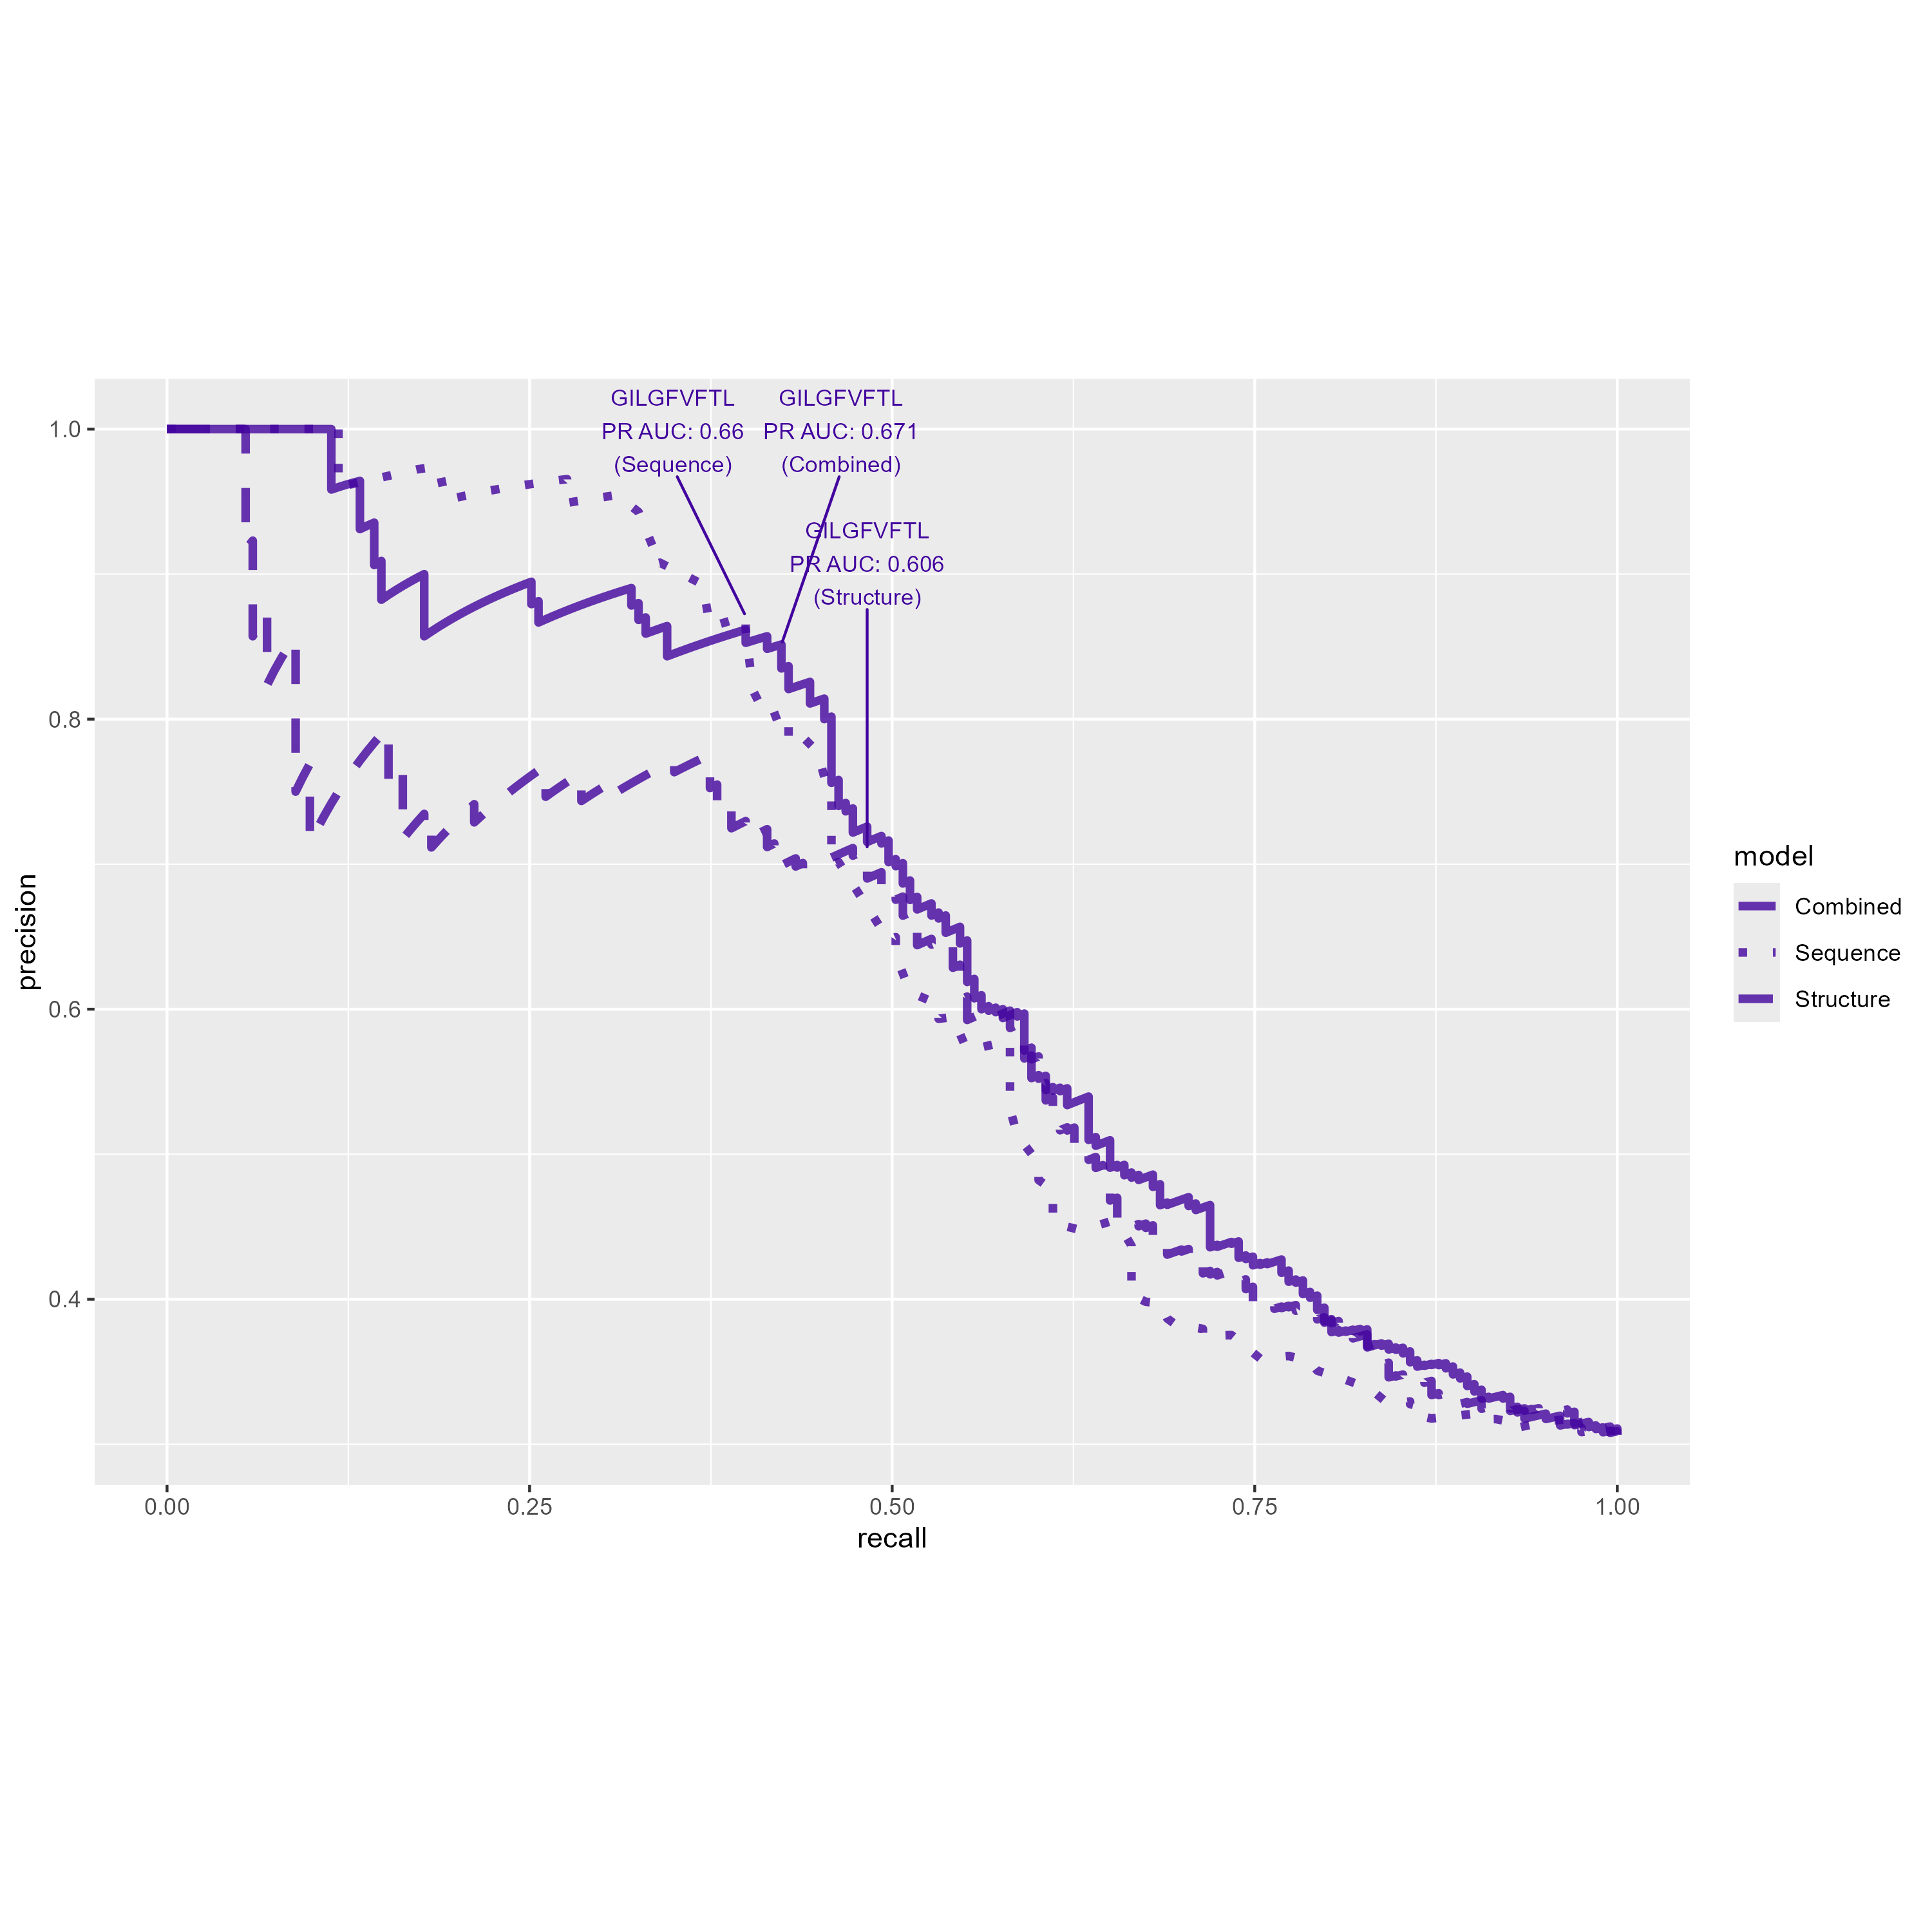 GILGFVFTL
PR AUC: 0.66
(Sequence)
GILGFVFTL
PR AUC: 0.671
(Combined)
GILGFVFTL
PR AUC: 0.606
(Structure)
1.0
0.8
0.6
0.4
precision
0.00
0.25
0.50
0.75
1.00
recall
model
Combined
Sequence
Structure